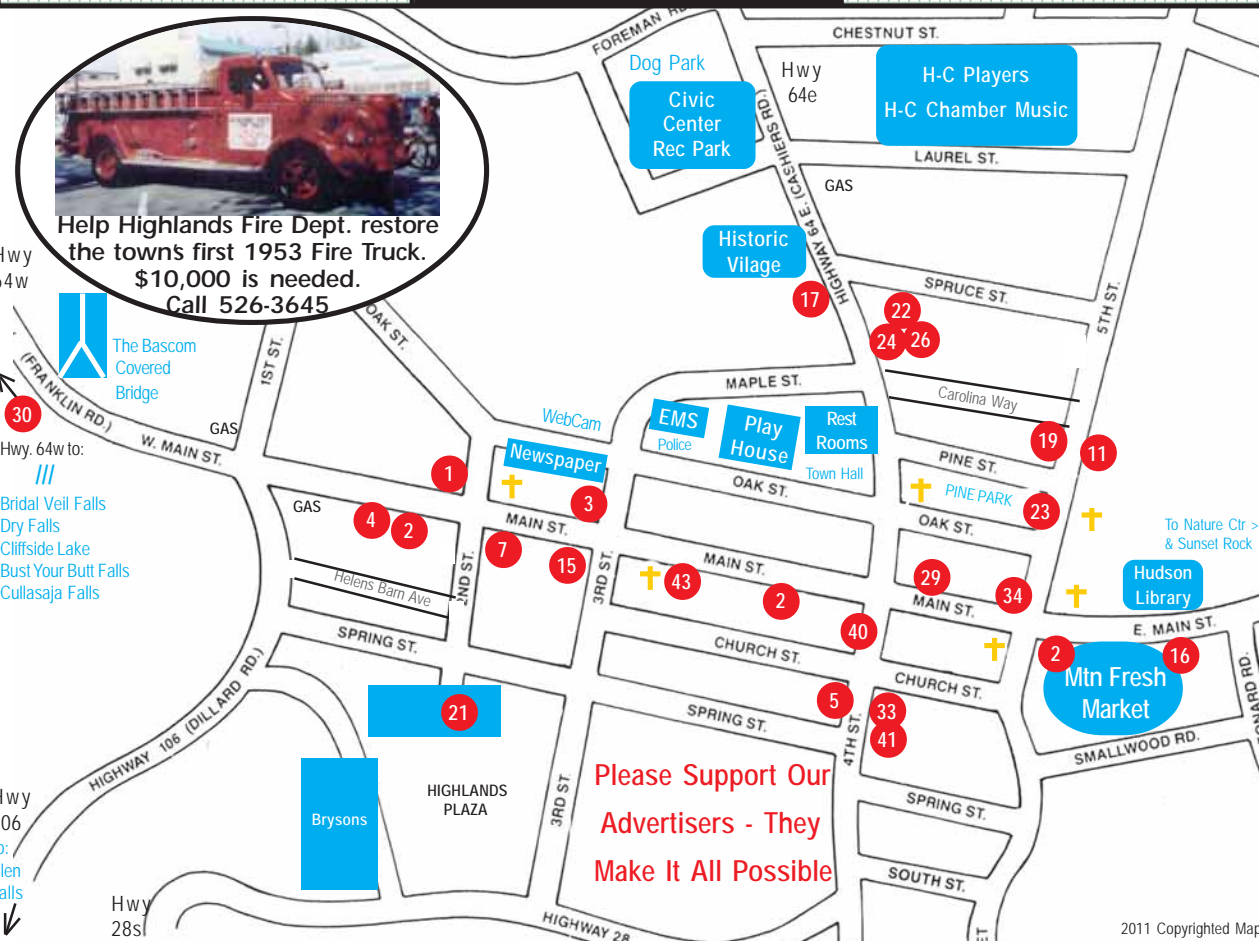 FOREMAN RD.
CHESTNUT ST.
Dog Park
Civic
Center
Rec Park
Hwy
64e
H-C Players
H-C Chamber Music
LAUREL ST.
GAS
HIGHWAY 64 E. (CASHIERS RD.)
Help Highlands Fire Dept. restore
the town's first 1953 Fire Truck.
$10,000 is needed.
Call 526-3645
Historic
Vilage
17
SPRUCE ST.
5TH ST.
22
24
26
Carolina Way
Hwy
64w
The Bascom
Covered
Bridge
OAK ST.
1ST ST.
(FRANKLIN RD.)
30
W. MAIN ST.
GAS
Hwy. 64w to:
///
Bridal Veil Falls
Dry Falls
Cliffside Lake
Bust Your Butt Falls
Cullasaja Falls
MAPLE ST.
WebCam
EMS
Police
Play
House
Rest
Rooms
Town Hall
Newspaper
1
3
OAK ST.
19
11
PINE ST.
PINE PARK
23
OAK ST.
To Nature Ctr >
& Sunset Rock
GAS
4
2
MAIN ST.
7
15
2ND ST.
3RD ST.
Helens Barn Ave
MAIN ST.
43
2
40
29
MAIN ST.
34
Hudson
Library
E. MAIN ST.
2
16
Mtn Fresh
Market
SMALLWOOD RD.
SPRING ST.
CHURCH ST.
CHURCH ST.
5
33
41
4TH ST.
SPRING ST.
SPRING ST.
21
HIGHWAY 106 (DILLARD RD.)
HIGHLANDS
PLAZA
Brysons
3RD ST.
Please Support Our
Advertisers - They
Make It All Possible
SOUTH ST.
Hwy
28s
HIGHWAY 28
2011 Copyrighted Map